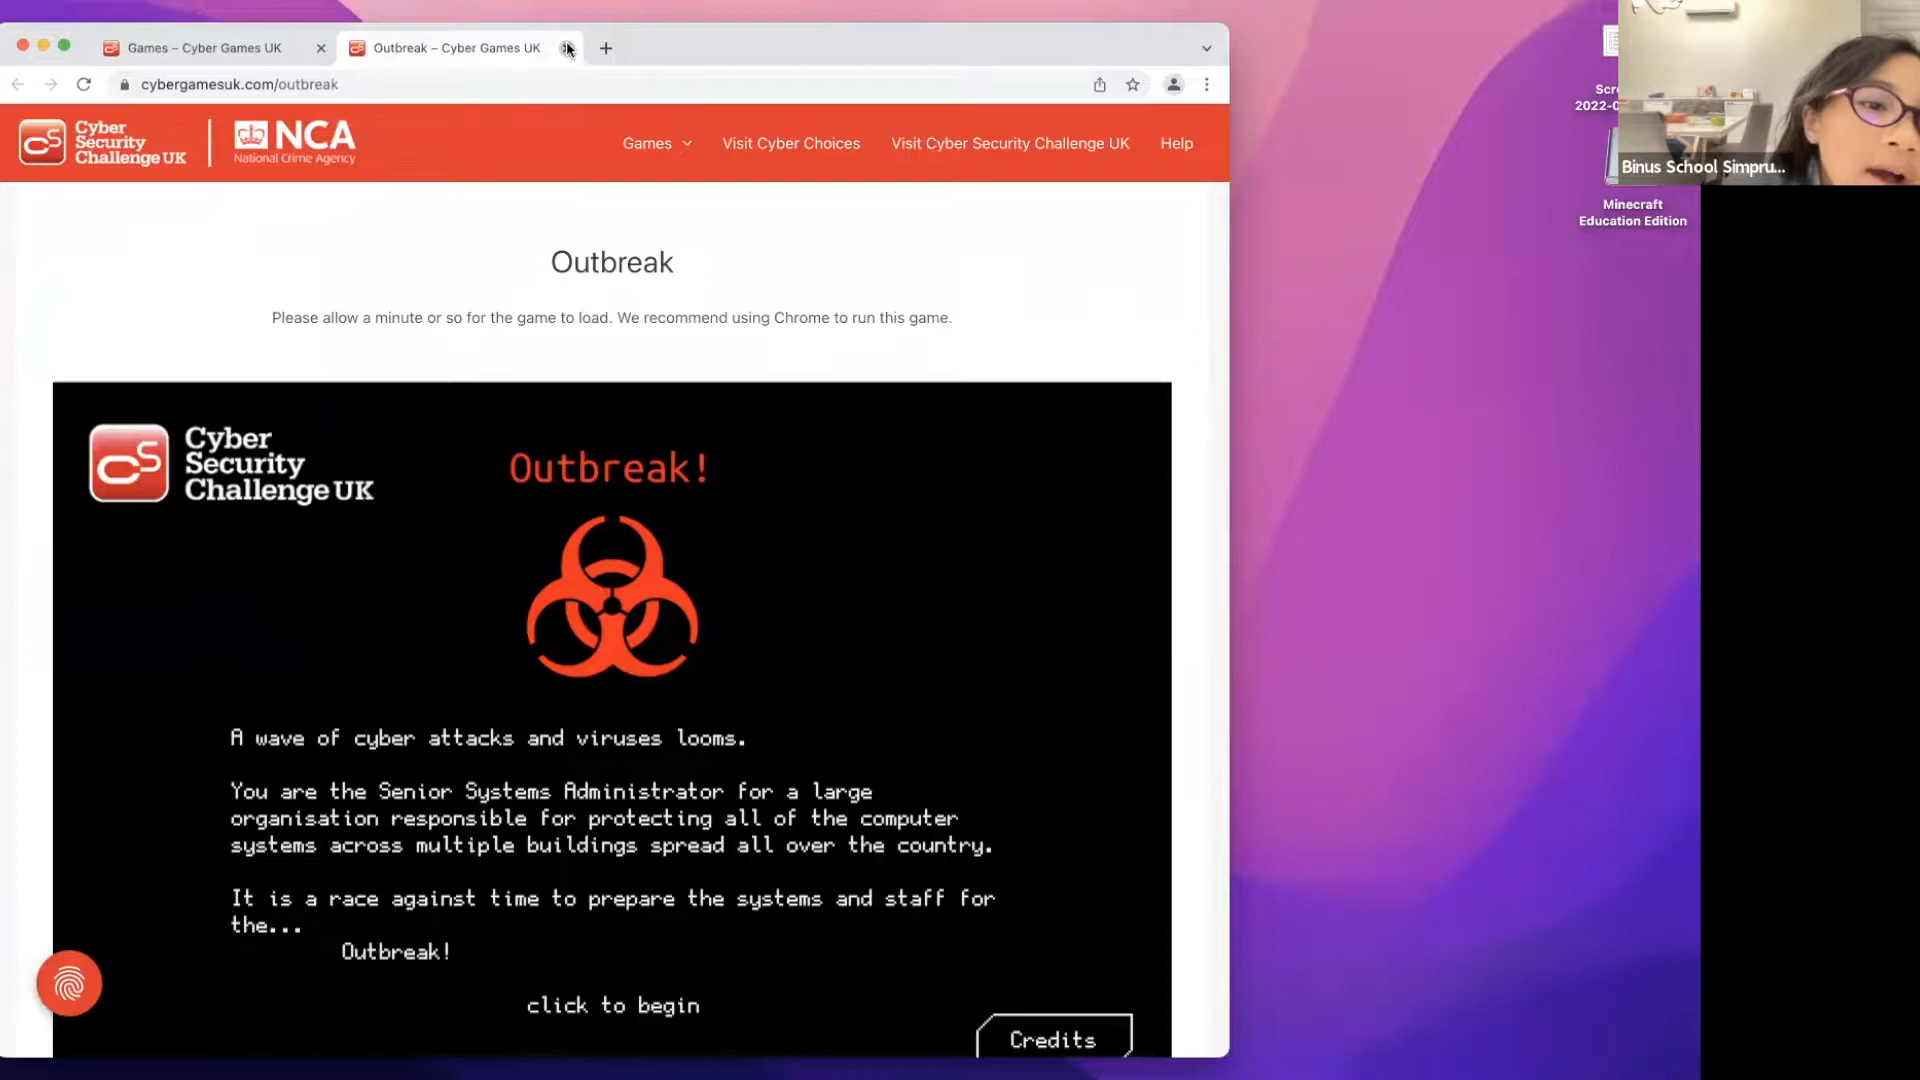 Games – Cyber Games UK
Outbreak – Cyber Games UK
cybergamesuk.com/outbreak
Cyber
Security
Challenge UK
NCA
National Crime Agency
Games
Visit Cyber Choices
Visit Cyber Security Challenge UK
Help
Outbreak
Please allow a minute or so for the game to load. We recommend using Chrome to run this game.
CS
Cyber
Security
Challenge UK
Outbreak!
A wave of cyber attacks and viruses looms.
You are the Senior Systems Administrator for a large
organisation responsible for protecting all of the computer
systems across multiple buildings spread all over the country.
It is a race against time to prepare the systems and staff for
the...
Outbreak!
click to begin
Credits
Scre
2022-0
Binus School Simpru...
Minecraft
Education Edition